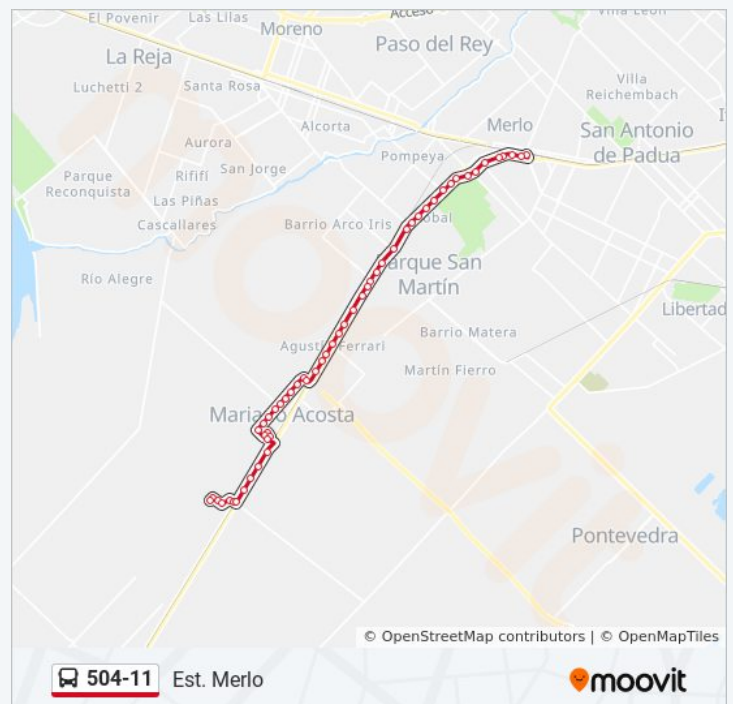 El Povenir
Las Lilas
Acceso
Villa León
Moreno
Paso del Rey
La Reja
Luchetti 2
Santa Rosa
Villa
Reichembach
Alcorta
Merlo
San Antonio
de Padua
Aurora
Pompeya
Parque
Reconquista
Rififí
San Jorge
Las Piñas
Cascallares
Barrio Arco Iris
obal
arque San
Martín
Río Alegre
Libertad
Barrio Matera
Agustín Ferrari
Martín Fierro
Mariano Acosta
Pontevedra
moovit
© OpenStreetMap contributors | © OpenMapTiles
504-11
Est. Merlo
moovit